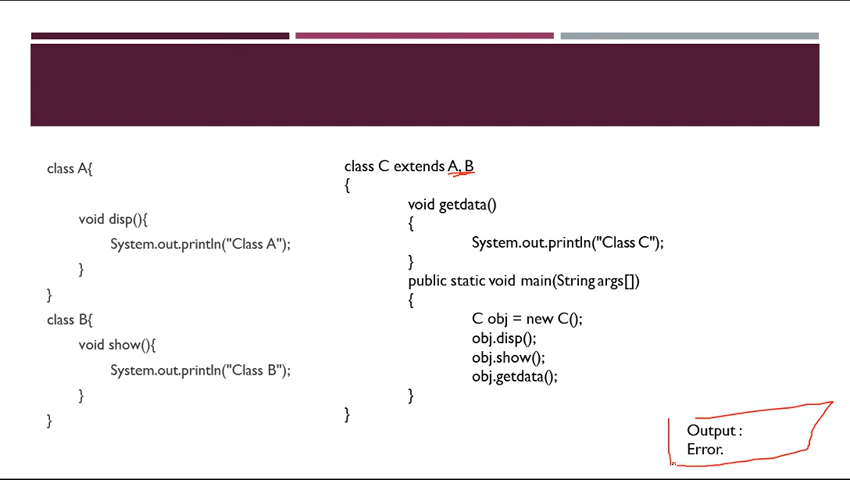 class A{
void disp(){
System.out.println("Class A");
}
}
class B{
void show(){
System.out.println("Class B");
}
}
class C extends A, B
{
void getdata()
{
System.out.println("Class C");
}
public static void main(String args[])
{
C obj = new C();
obj.disp();
obj.show();
obj.getdata();
}
}
Output :
Error.